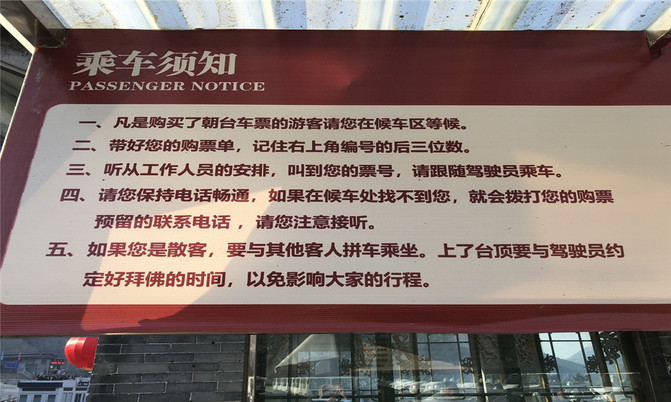 乘车须知
PASSENGER NOTICE
一、凡是购买了朝台车票的游客请您在候车区等候。
二、带好您的购票单，记住右上角编号的后三位数。
三、听从工作人员的安排，叫到您的票号，请跟随驾驶员乘车。
四、请您保持电话畅通，如果在候车处找不到您，就会拨打您的购票
预留的联系电话，请您注意接听。
五、如果您是散客，要与其他客人拼车乘坐。上了台顶要与驾驶员约
定好拜佛的时间，以免影响大家的行程。